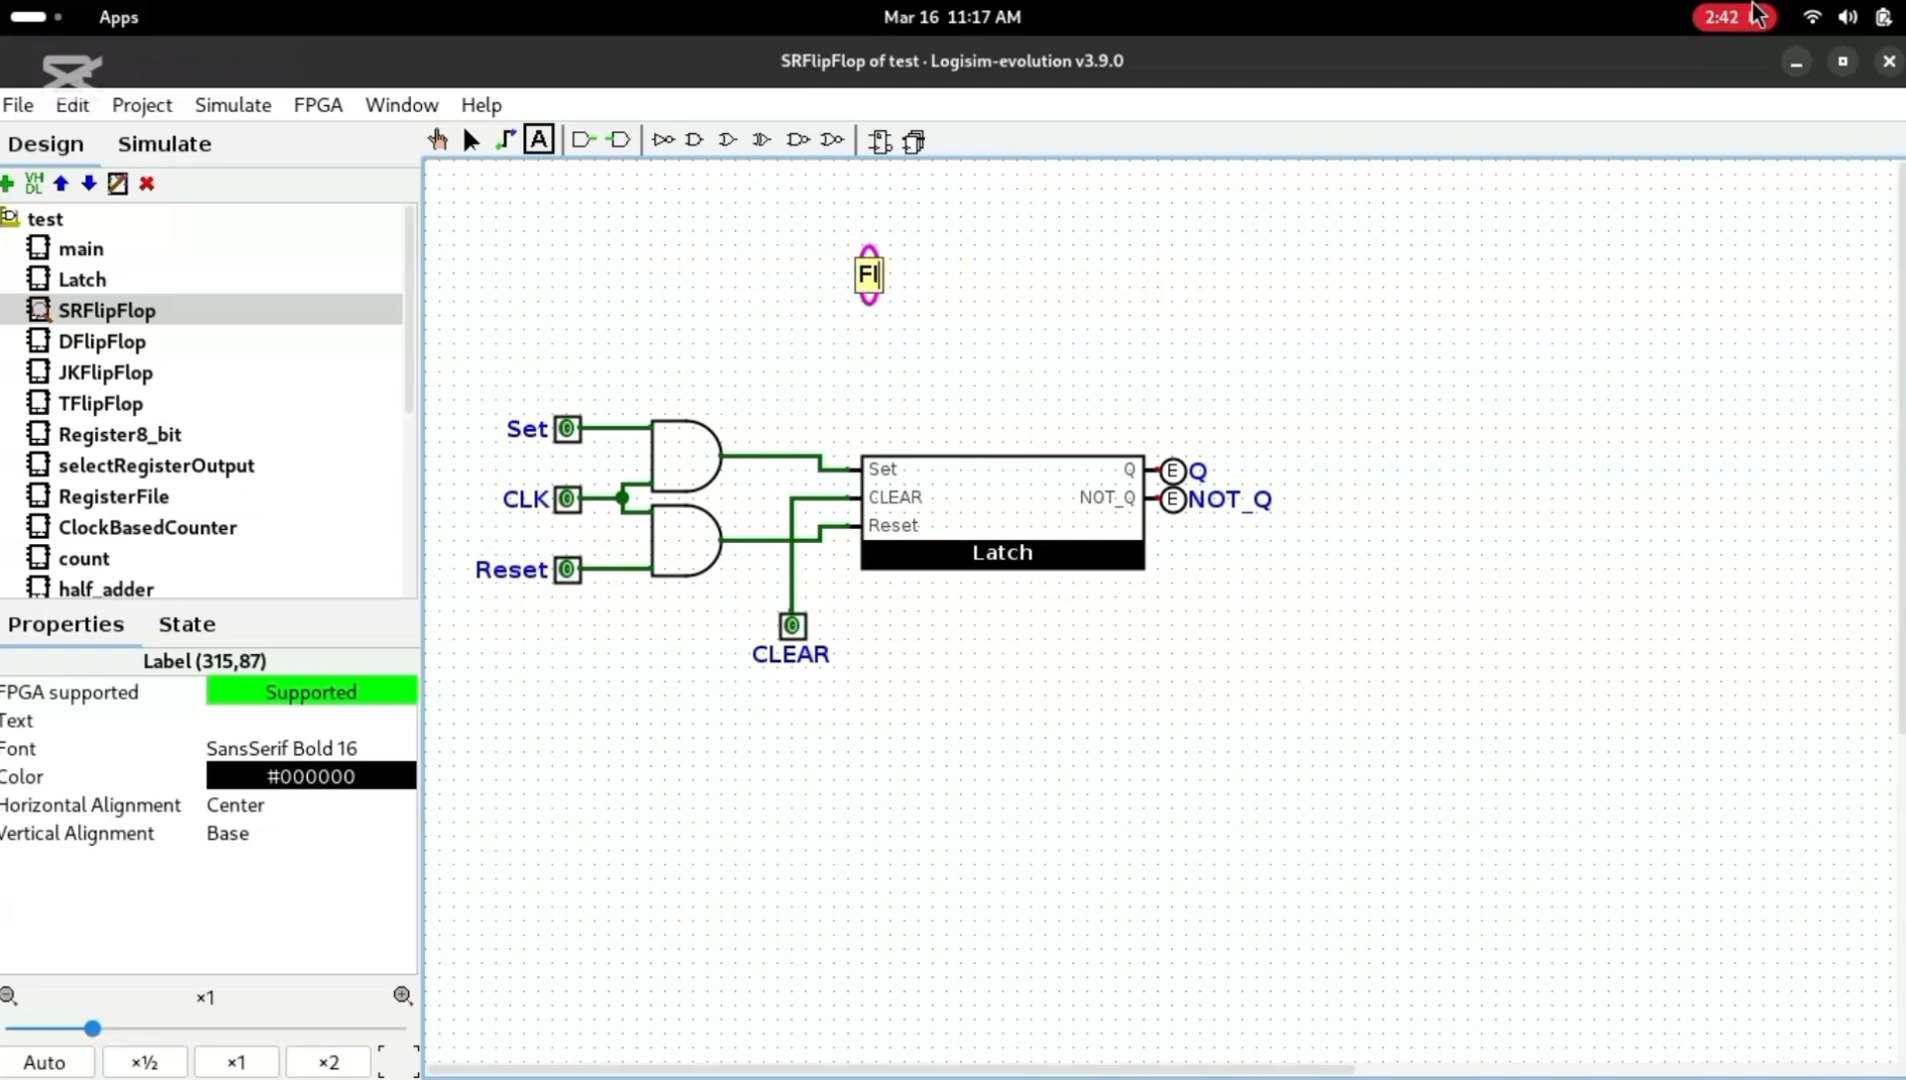 Apps
Mar 16 11:17 AM
2:42
SRFlipFlop of test · Logisim-evolution v3.9.0
File Edit Project Simulate FPGA Window Help
Design Simulate
A
VH
DL
test
main
Latch
SRFlipFlop
DFlipFlop
JKFlipFlop
TFlipFlop
Register8_bit
selectRegisterOutput
RegisterFile
ClockBasedCounter
count
half_adder
Properties State
Label (315,87)
FPGA supported Supported
Text
Font SansSerif Bold 16
Color #000000
Horizontal Alignment Center
Vertical Alignment Base
×1
Auto ×½ ×1 ×2
Fl
Set
CLK
Reset
CLEAR
Set Q
CLEAR NOT_Q
Reset
Latch
E Q
E NOT_Q